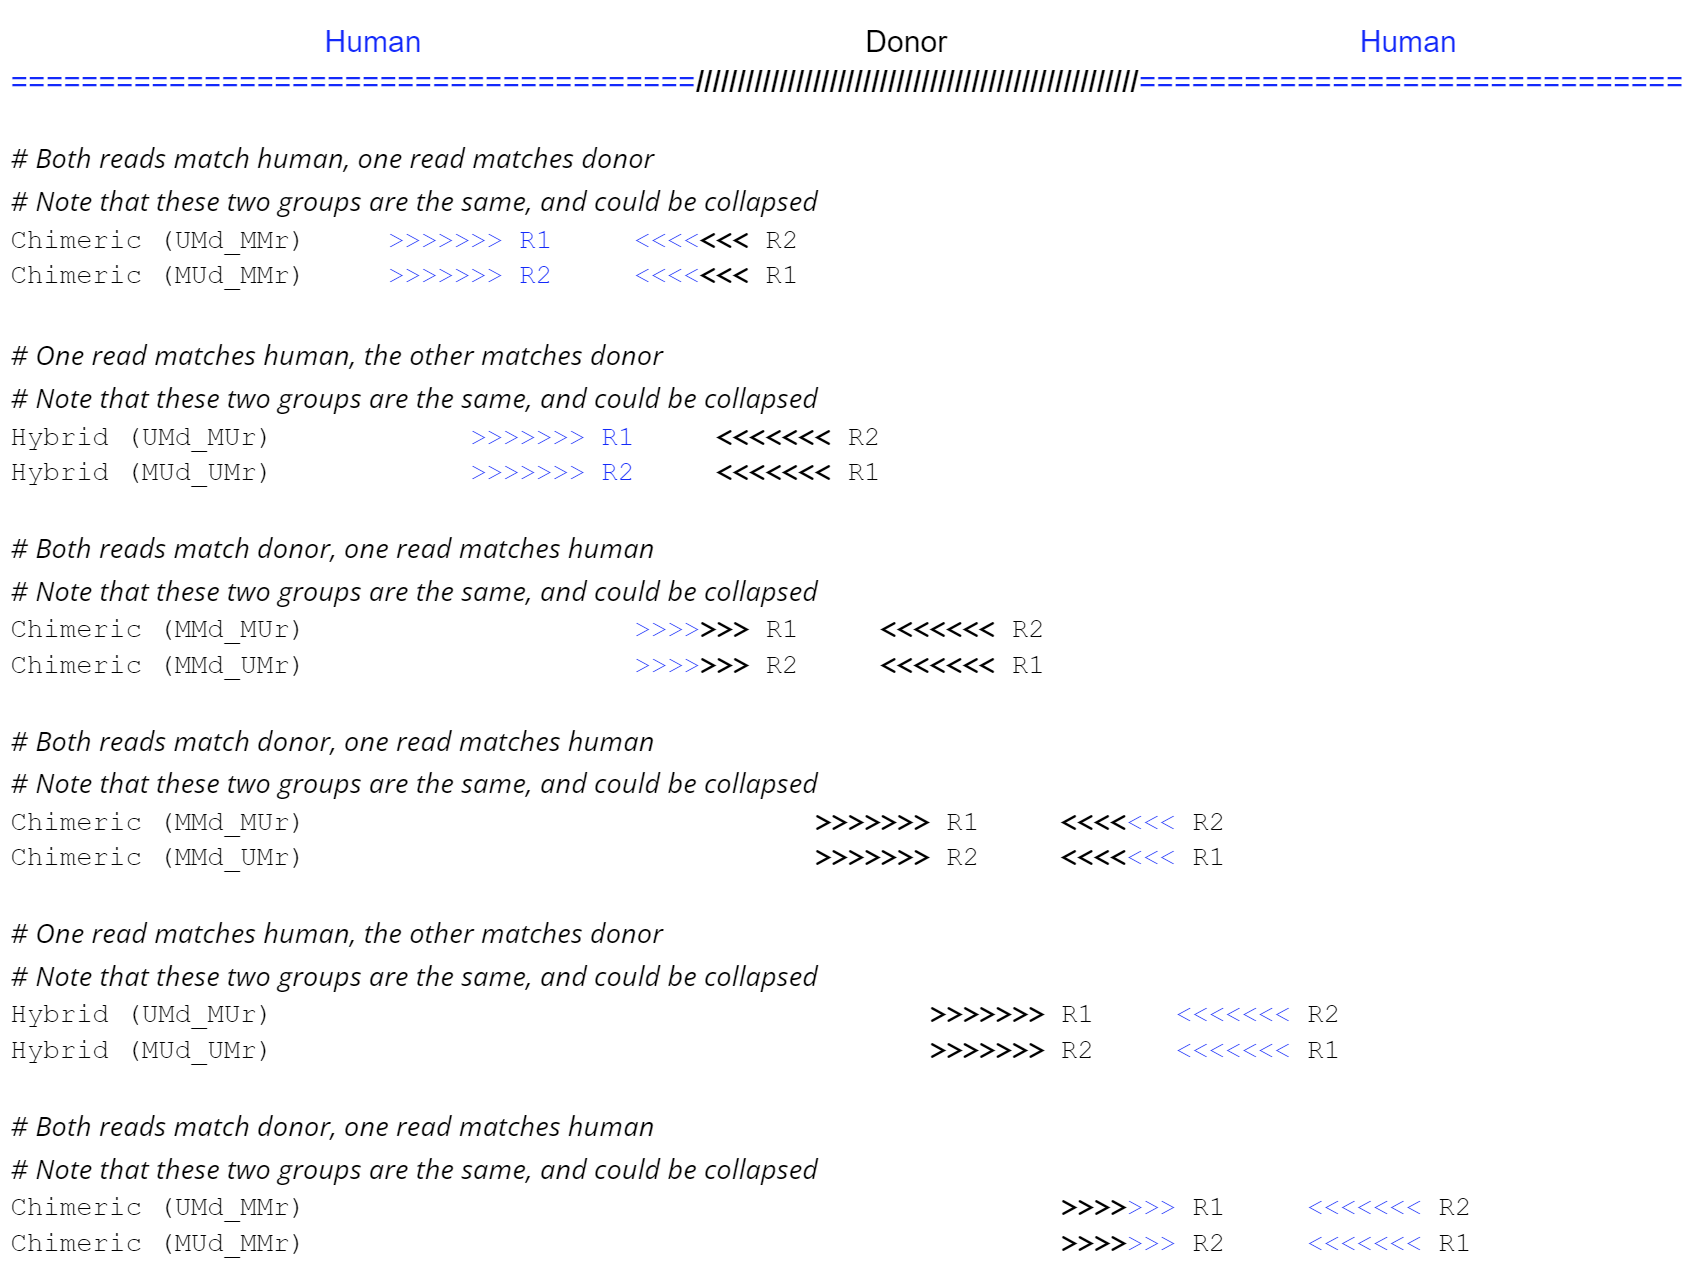 Human Donor Human
=======================================//////////////////////////////////////////////////////===============================
# Both reads match human, one read matches donor
# Note that these two groups are the same, and could be collapsed
Chimeric (UMd_MMr) >>>>>>> R1 <<<<<<< R2
Chimeric (MUd_MMr) >>>>>>> R2 <<<<<<< R1
# One read matches human, the other matches donor
# Note that these two groups are the same, and could be collapsed
Hybrid (UMd_MUr) >>>>>>> R1 <<<<<<< R2
Hybrid (MUd_UMr) >>>>>>> R2 <<<<<<< R1
# Both reads match donor, one read matches human
# Note that these two groups are the same, and could be collapsed
Chimeric (MMd_MUr) >>>>>>> R1 <<<<<<< R2
Chimeric (MMd_UMr) >>>>>>> R2 <<<<<<< R1
# Both reads match donor, one read matches human
# Note that these two groups are the same, and could be collapsed
Chimeric (MMd_MUr) >>>>>>> R1 <<<<<<< R2
Chimeric (MMd_UMr) >>>>>>> R2 <<<<<<< R1
# One read matches human, the other matches donor
# Note that these two groups are the same, and could be collapsed
Hybrid (UMd_MUr) >>>>>>> R1 <<<<<<< R2
Hybrid (MUd_UMr) >>>>>>> R2 <<<<<<< R1
# Both reads match donor, one read matches human
# Note that these two groups are the same, and could be collapsed
Chimeric (UMd_MMr) >>>>>>> R1 <<<<<<< R2
Chimeric (MUd_MMr) >>>>>>> R2 <<<<<<< R1